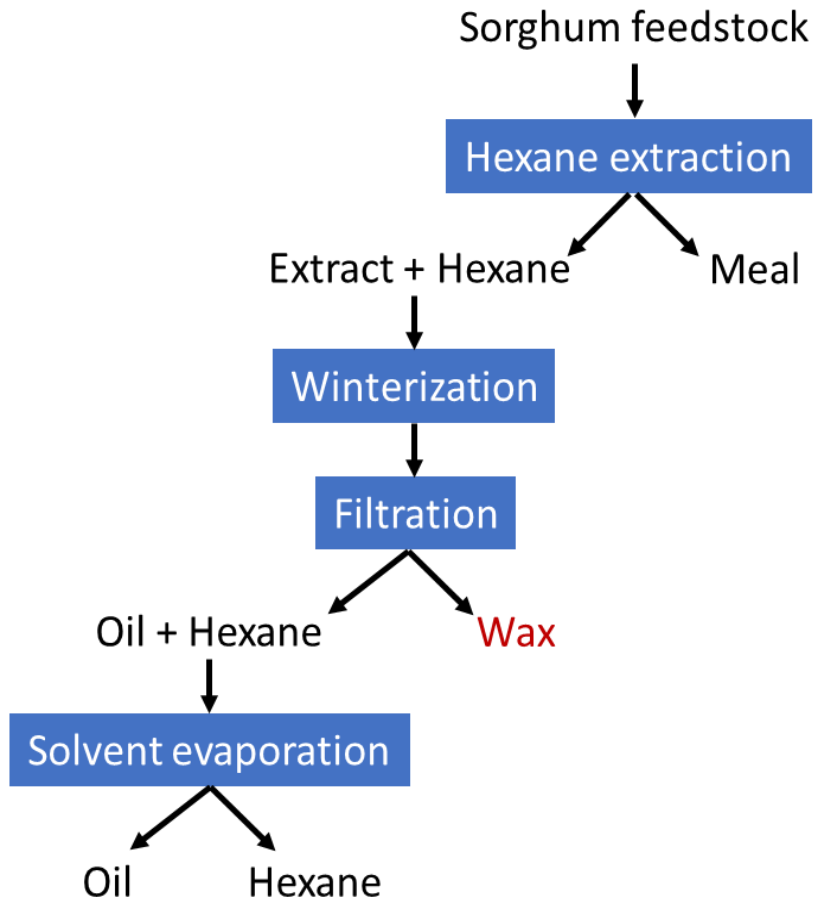 Sorghum feedstock
Hexane extraction
Extract + Hexane
Meal
Winterization
Filtration
Oil + Hexane
Wax
Solvent evaporation
Oil
Hexane